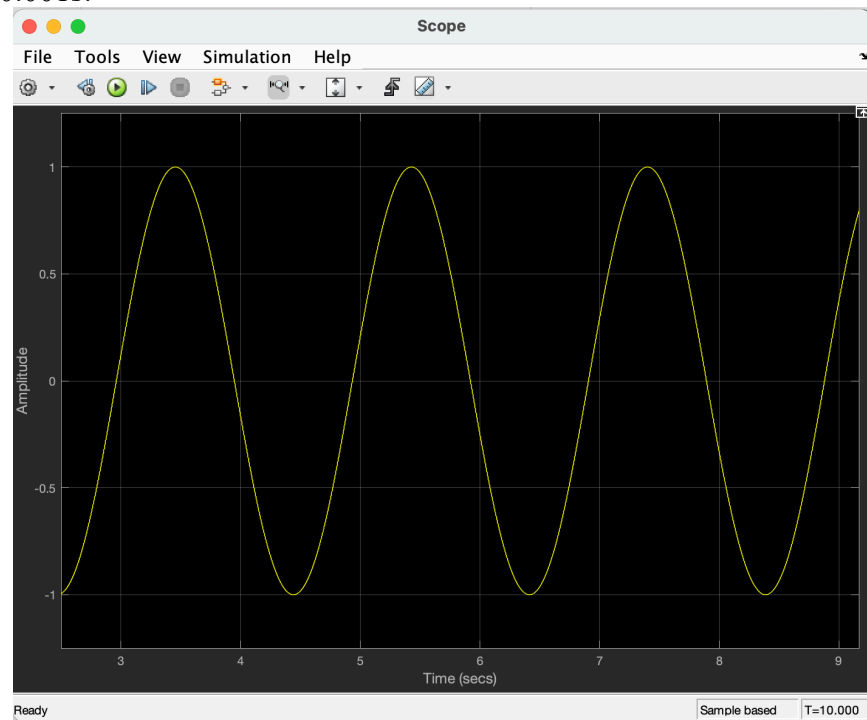 Scope
File Tools View Simulation Help
1
0.5
0
-0.5
-1
Amplitude
3 4 5 6 7 8 9
Time (secs)
Ready Sample based T=10.000